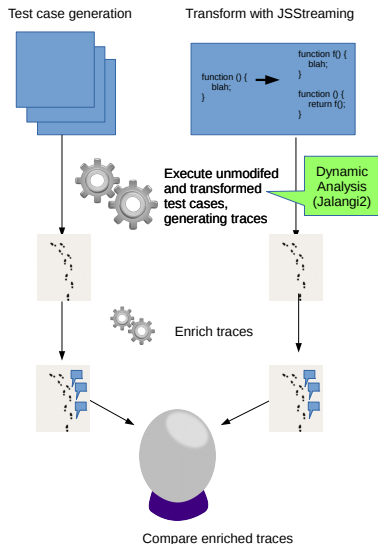 Test case generation
Transform with JSStreaming
function () {
blah;
}
function f() {
blah;
}
function () {
return f();
}
Execute unmodifed
and transformed
test cases,
generating traces
Dynamic
Analysis
(Jalangi2)
Enrich traces
Compare enriched traces